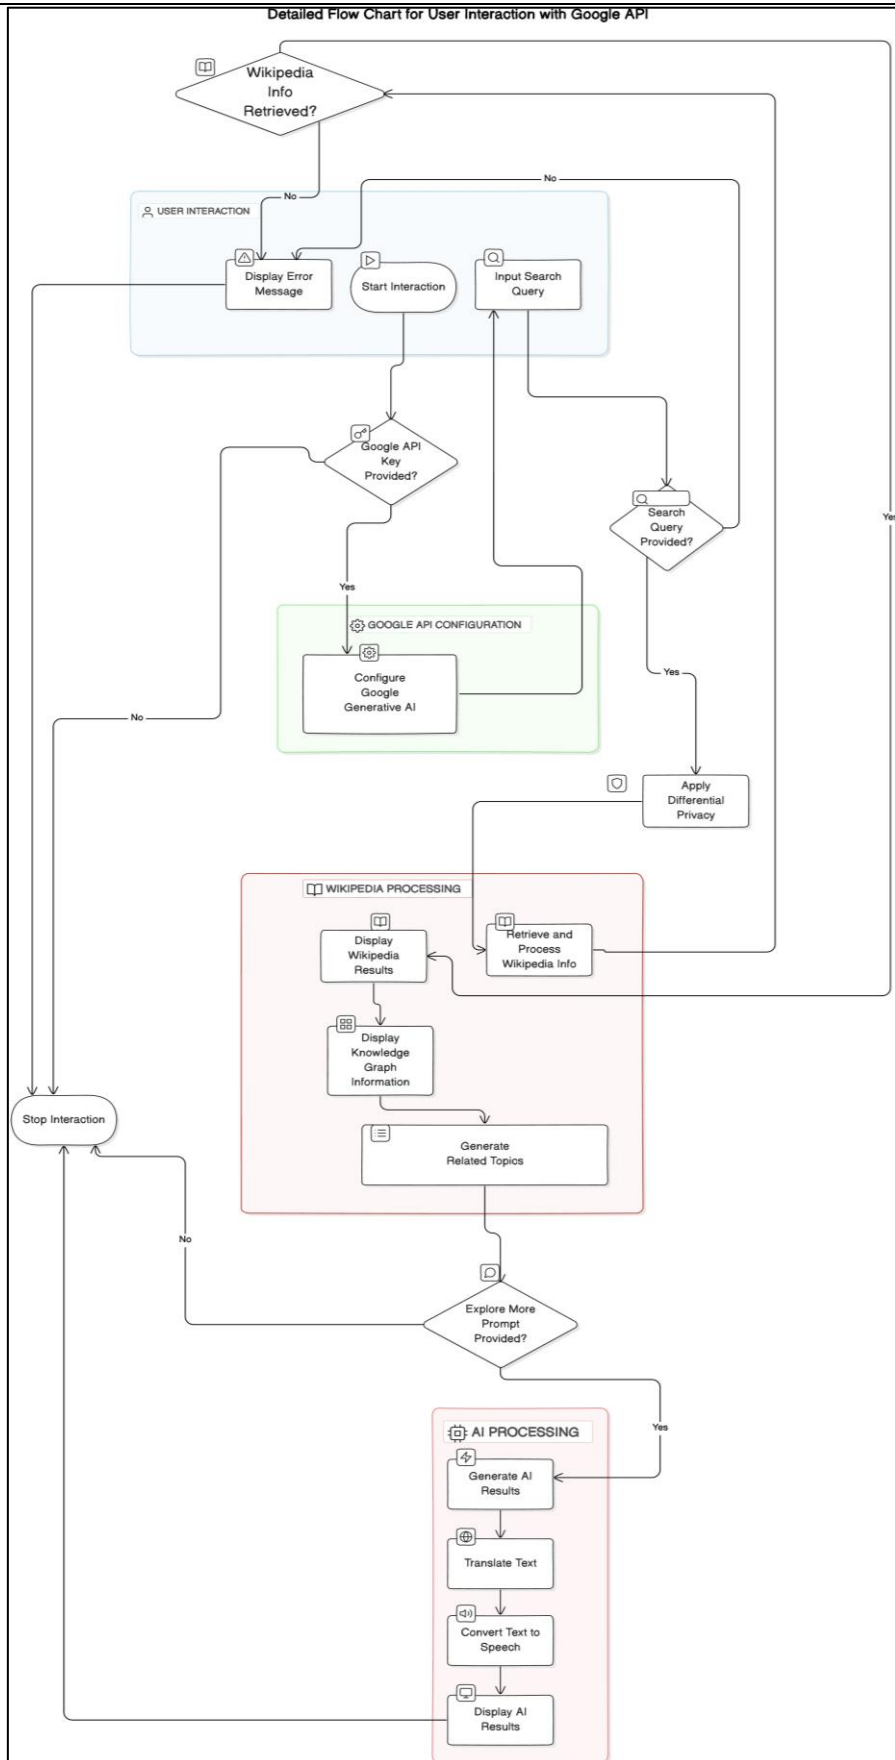 Detailed Flow Chart for User Interaction with Google API
Wikipedia
Info
Retrieved?
No
No
USER INTERACTION
Display Error
Message
Start Interaction
Input Search
Query
Google API
Key
Provided?
Search
Query
Provided?
Yes
Yes
GOOGLE API CONFIGURATION
Configure
Google
Generative AI
Yes
No
Apply
Differential
Privacy
WIKIPEDIA PROCESSING
Display
Wikipedia
Results
Retrieve and
Process
Wikipedia Info
Display
Knowledge
Graph
Information
Stop Interaction
Generate
Related Topics
No
Explore More
Prompt
Provided?
Yes
AI PROCESSING
Generate AI
Results
Translate Text
Convert Text to
Speech
Display AI
Results